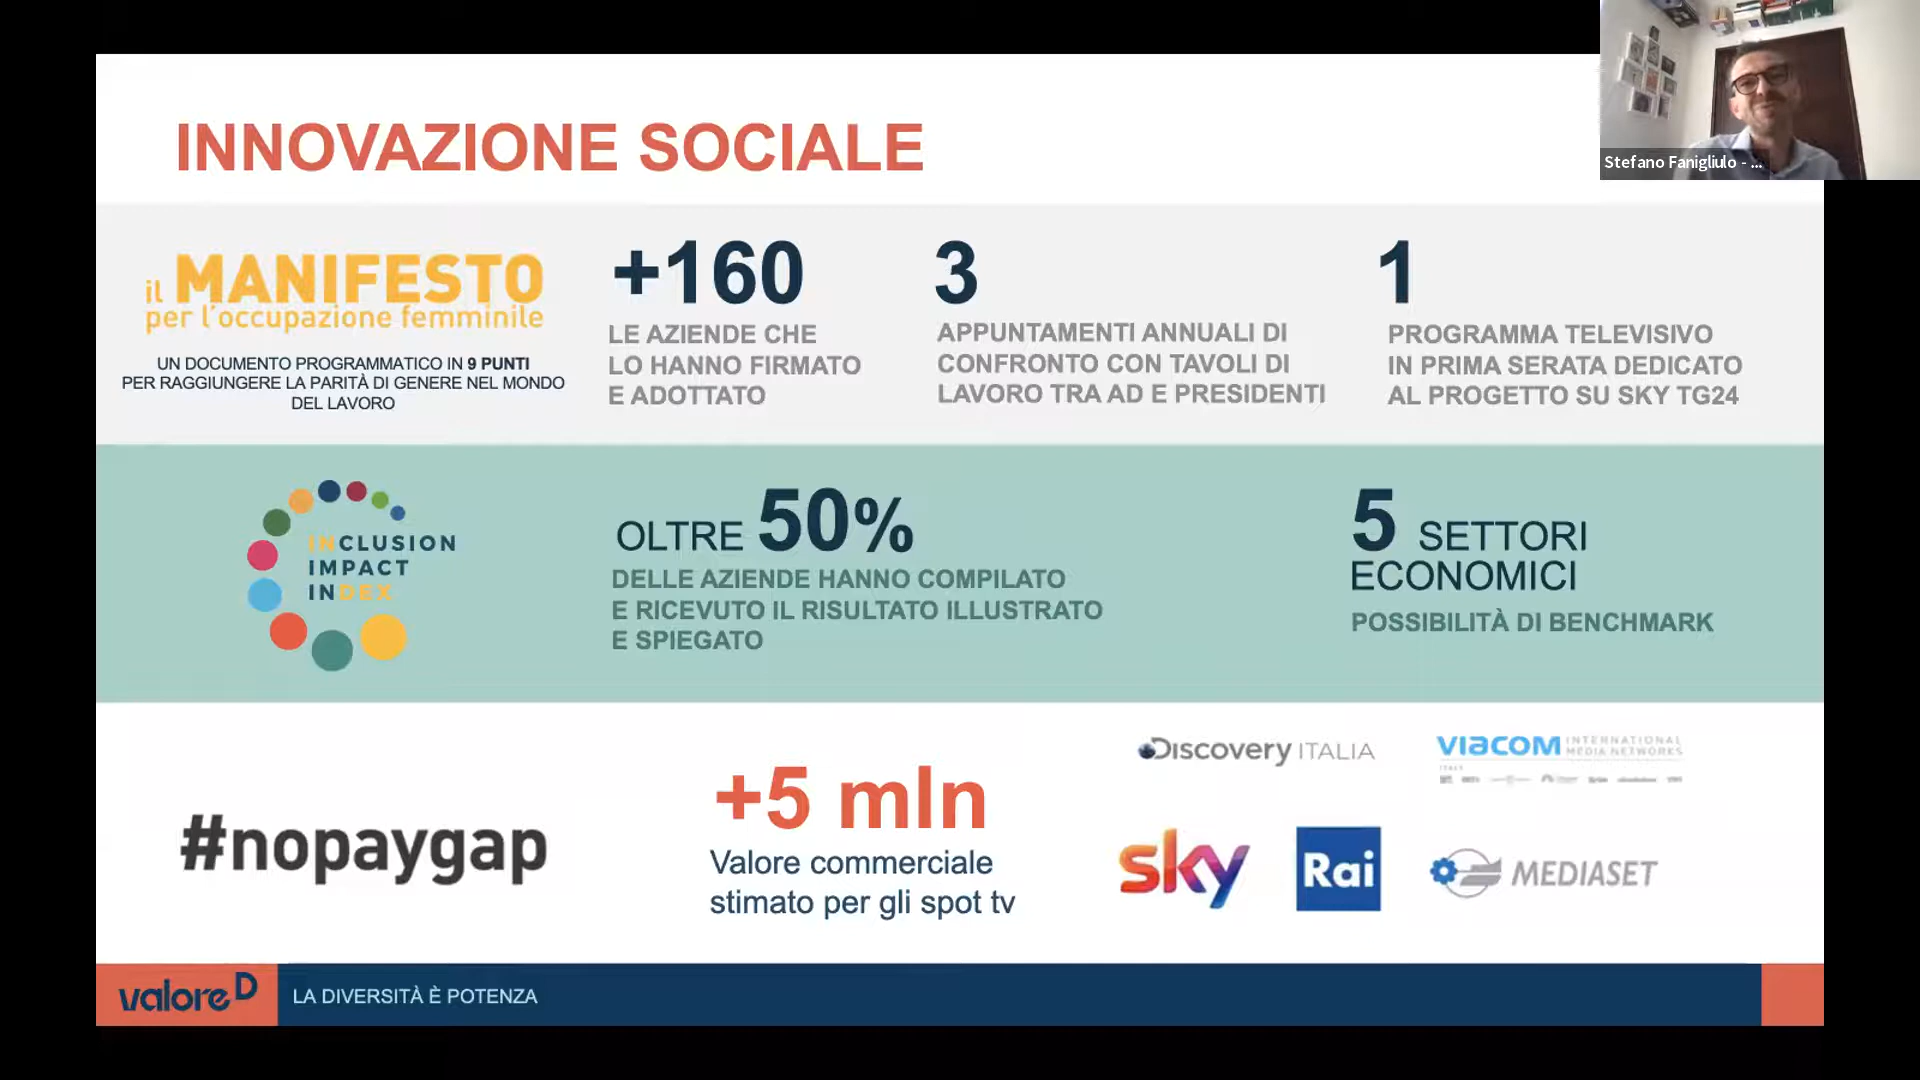 Stefano Fanigliulo - ...
INNOVAZIONE SOCIALE
il MANIFESTO
per l'occupazione femminile
UN DOCUMENTO PROGRAMMATICO IN 9 PUNTI
PER RAGGIUNGERE LA PARITÀ DI GENERE NEL MONDO
DEL LAVORO
+160
LE AZIENDE CHE
LO HANNO FIRMATO
E ADOTTATO
3
APPUNTAMENTI ANNUALI DI
CONFRONTO CON TAVOLI DI
LAVORO TRA AD E PRESIDENTI
1
PROGRAMMA TELEVISIVO
IN PRIMA SERATA DEDICATO
AL PROGETTO SU SKY TG24
INCLUSION
IMPACT
INDEX
OLTRE 50%
DELLE AZIENDE HANNO COMPILATO
E RICEVUTO IL RISULTATO ILLUSTRATO
E SPIEGATO
5 SETTORI
ECONOMICI
POSSIBILITÀ DI BENCHMARK
#nopaygap
+5 mln
Valore commerciale
stimato per gli spot tv
Discovery ITALIA
VIACOM INTERNATIONAL
MEDIA NETWORKS
ITALY
sky
Rai
MEDIASET
valore D
LA DIVERSITÀ È POTENZA